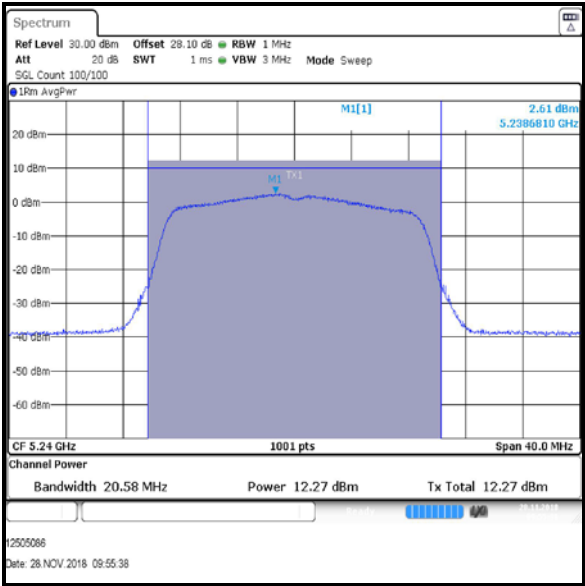 Spectrum
Ref Level 30.00 dBm Offset 28.10 dB RBW 1 MHz
Att 20 dB SWT 1 ms VBW 3 MHz Mode Sweep
SGL Count 100/100
1Rm AvgPwr
M1[1] 2.61 dBm
5.2386810 GHz
20 dBm
10 dBm
M1 TX1
0 dBm
-10 dBm
-20 dBm
-30 dBm
-40 dBm
-50 dBm
-60 dBm
CF 5.24 GHz 1001 pts Span 40.0 MHz
Channel Power
Bandwidth 20.58 MHz Power 12.27 dBm Tx Total 12.27 dBm
12505086
Date: 28.NOV.2018 09:55:38